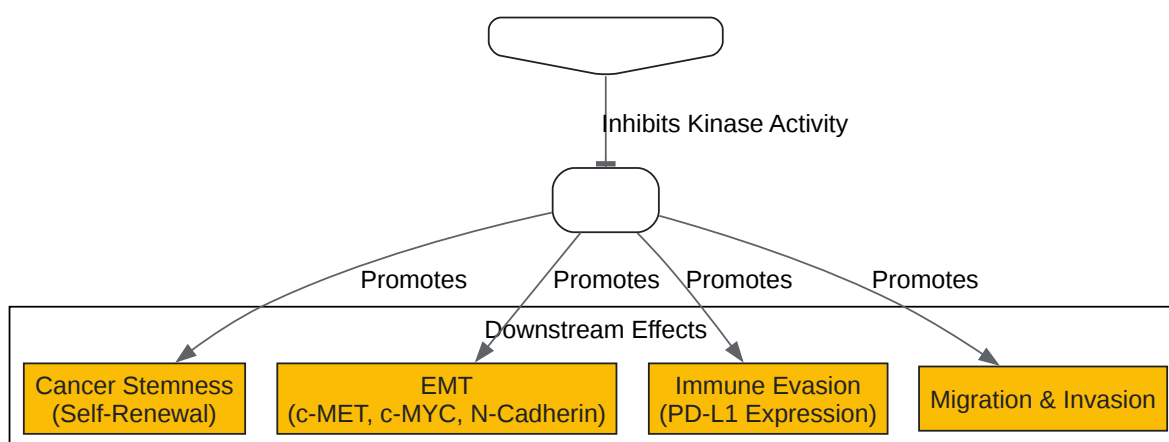 Inhibits Kinase Activity
Promotes
Promotes
Promotes
Promotes
Downstream Effects
Cancer Stemness
(Self-Renewal)
EMT
(c-MET, c-MYC, N-Cadherin)
Immune Evasion
(PD-L1 Expression)
Migration & Invasion